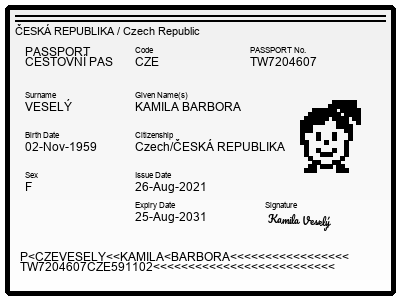 ČESKÁ REPUBLIKA / Czech Republic
PASSPORT
CESTOVNÍ PAS
Code
CZE
PASSPORT No.
TW7204607
Surname
VESELÝ
Given Name(s)
KAMILA BARBORA
Birth Date
02-Nov-1959
Citizenship
Czech/ČESKÁ REPUBLIKA
Sex
F
Issue Date
26-Aug-2021
Expiry Date
25-Aug-2031
Signature
Kamila Veselý
P<CZEVESELY<<KAMILA<BARBORA<<<<<<<<<<<<<<<<<
TW7204607CZE591102<<<<<<<<<<<<<<<<<<<<<<<<<<